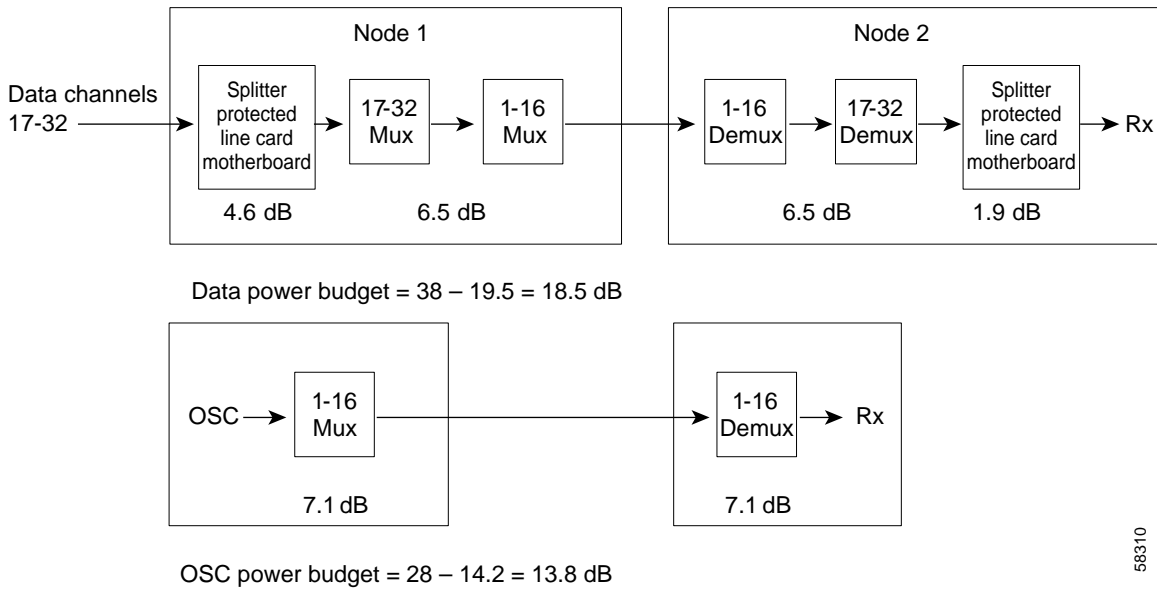 Node 1
Node 2
Data channels
17-32
Splitter
protected
line card
motherboard
17-32
Mux
1-16
Mux
1-16
Demux
17-32
Demux
Splitter
protected
line card
motherboard
Rx
4.6 dB
6.5 dB
6.5 dB
1.9 dB
Data power budget = 38 – 19.5 = 18.5 dB
OSC
1-16
Mux
1-16
Demux
Rx
7.1 dB
7.1 dB
OSC power budget = 28 – 14.2 = 13.8 dB
58310